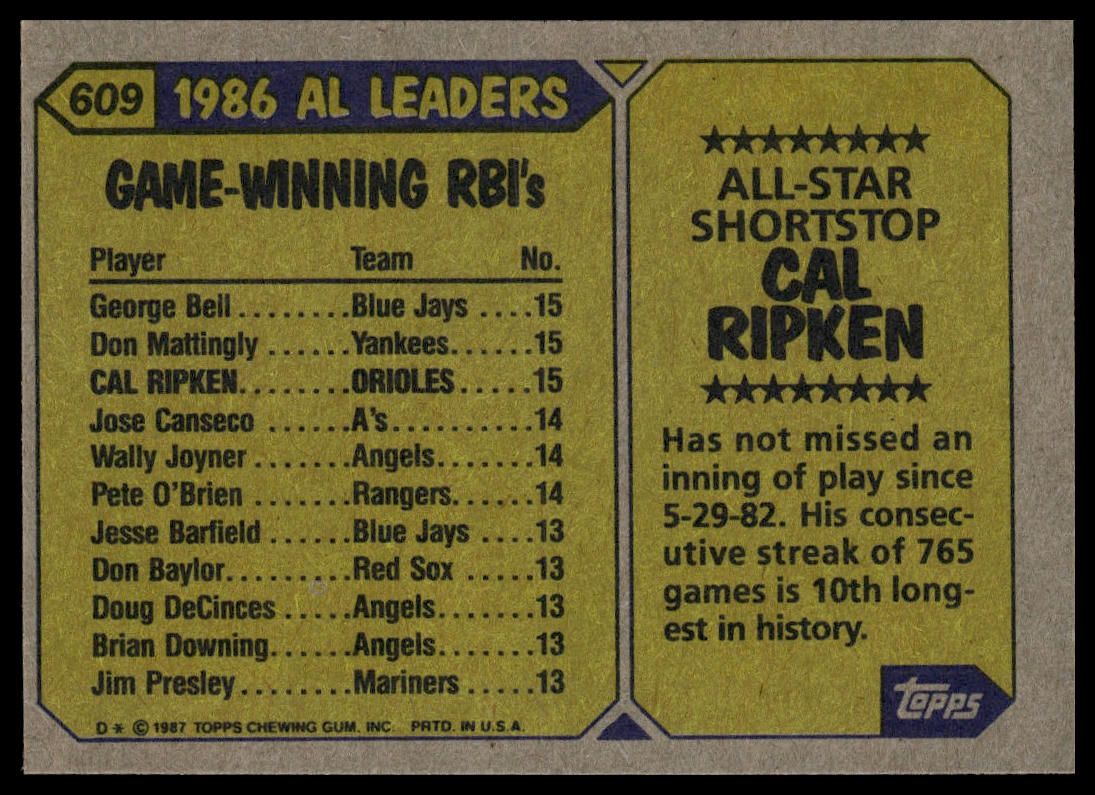 609 1986 AL LEADERS
GAME-WINNING RBI's
Player Team No.
George Bell ........Blue Jays ....15
Don Mattingly ......Yankees......15
CAL RIPKEN........ORIOLES.....15
Jose Canseco ......A's..........14
Wally Joyner .......Angels.......14
Pete O'Brien .......Rangers......14
Jesse Barfield ......Blue Jays ....13
Don Baylor.........Red Sox .....13
Doug DeCinces .....Angels.......13
Brian Downing......Angels.......13
Jim Presley........Mariners .....13
D* © 1987 TOPPS CHEWING GUM, INC. PRTD. IN U.S.A.
ALL-STAR
SHORTSTOP
CAL
RIPKEN
Has not missed an
inning of play since
5-29-82. His consec-
utive streak of 765
games is 10th long-
est in history.
topps